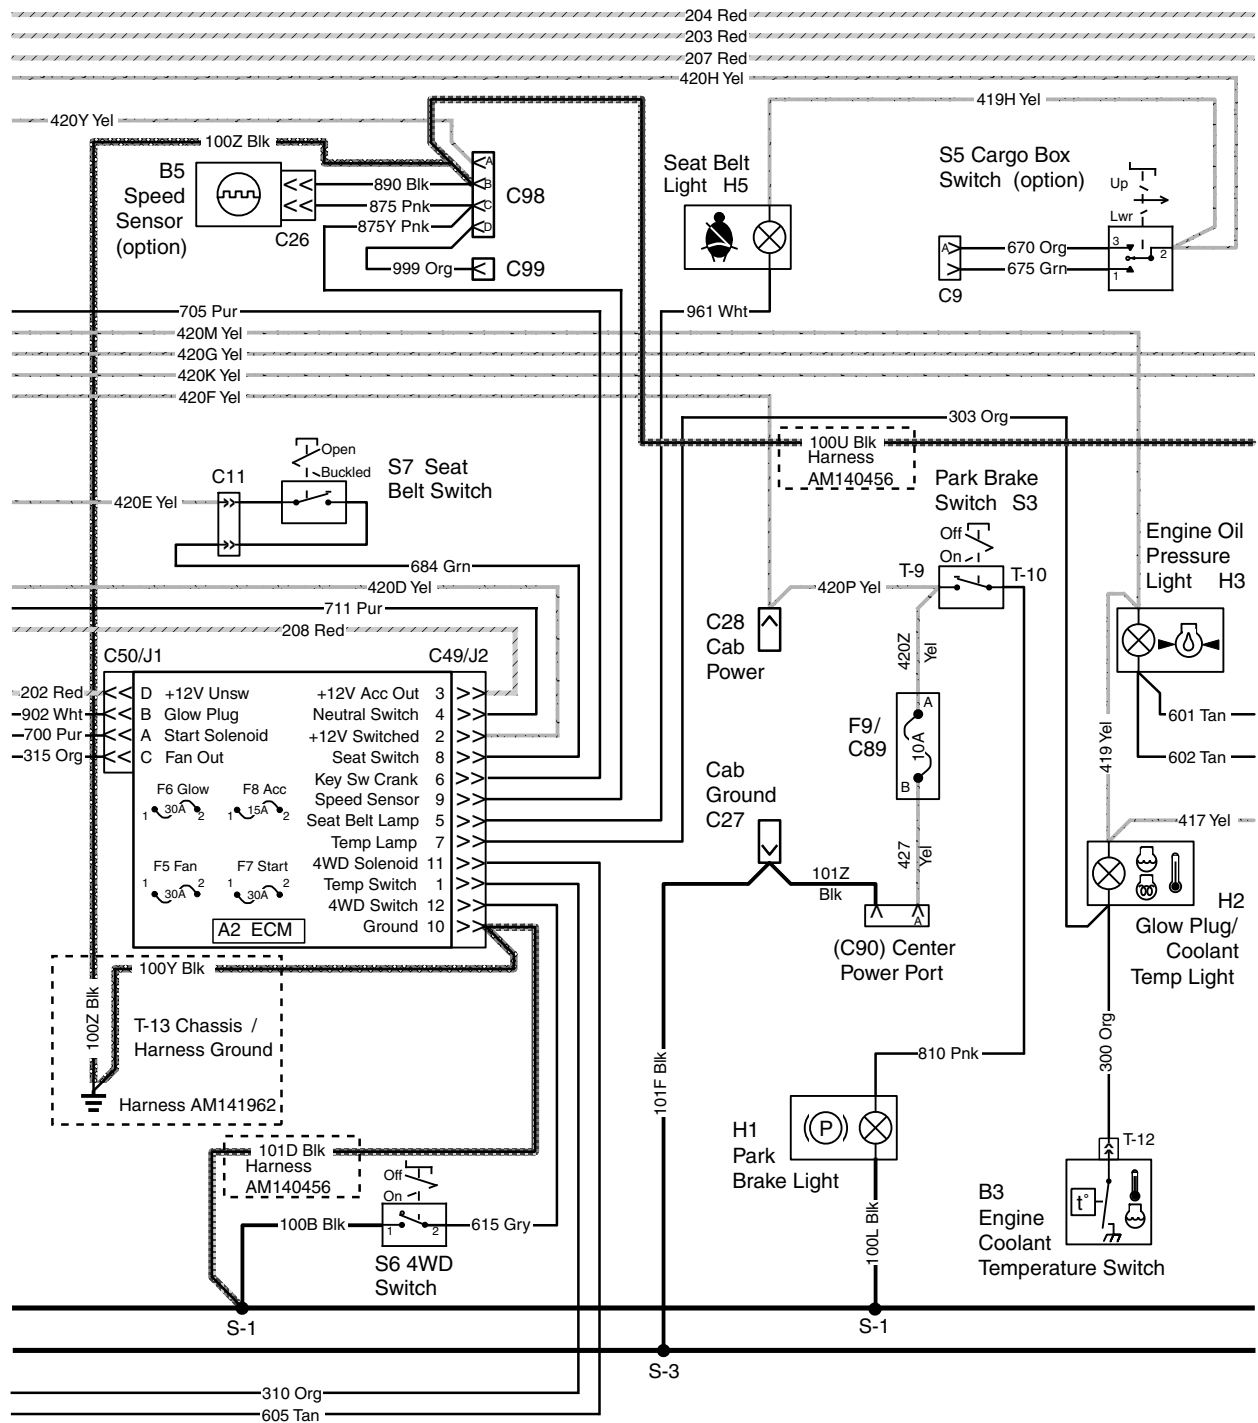 204 Red
203 Red
207 Red
420H Yel
419H Yel
420Y Yel
100Z Blk
B5
Speed
Sensor
(option)
C26
890 Blk
875 Pnk
875Y Pnk
999 Org
A
B
C
D
C98
C99
Seat Belt
Light H5
S5 Cargo Box
Switch (option)
Up
Lwr
3
2
1
A
670 Org
675 Grn
C9
961 Wht
705 Pur
420M Yel
420G Yel
420K Yel
420F Yel
303 Org
100U Blk
Harness
AM140456
Open
Buckled
S7 Seat
Belt Switch
C11
420E Yel
684 Grn
Park Brake
Switch S3
Off
On
T-9
T-10
420P Yel
Engine Oil
Pressure
Light H3
420D Yel
711 Pur
208 Red
C28
Cab
Power
420Z
Yel
C50/J1
C49/J2
202 Red
902 Wht
700 Pur
315 Org
D +12V Unsw
B Glow Plug
A Start Solenoid
C Fan Out
+12V Acc Out 3
Neutral Switch 4
+12V Switched 2
Seat Switch 8
Key Sw Crank 6
Speed Sensor 9
Seat Belt Lamp 5
Temp Lamp 7
4WD Solenoid 11
Temp Switch 1
4WD Switch 12
Ground 10
F6 Glow
1 30A 2
F8 Acc
1 15A 2
F5 Fan
1 30A 2
F7 Start
1 30A 2
A2 ECM
F9/
C89
A
10A
B
601 Tan
602 Tan
419 Yel
417 Yel
Cab
Ground
C27
427
Yel
101Z
Blk
A
(C90) Center
Power Port
H2
Glow Plug/
Coolant
Temp Light
100Y Blk
100Z Blk
T-13 Chassis /
Harness Ground
Harness AM141962
101F Blk
810 Pnk
300 Org
H1
Park
Brake Light
P
T-12
t°
B3
Engine
Coolant
Temperature Switch
101D Blk
Harness
AM140456
Off
On
100B Blk
1
2
615 Gry
S6 4WD
Switch
100L Blk
S-1
S-1
S-3
310 Org
605 Tan